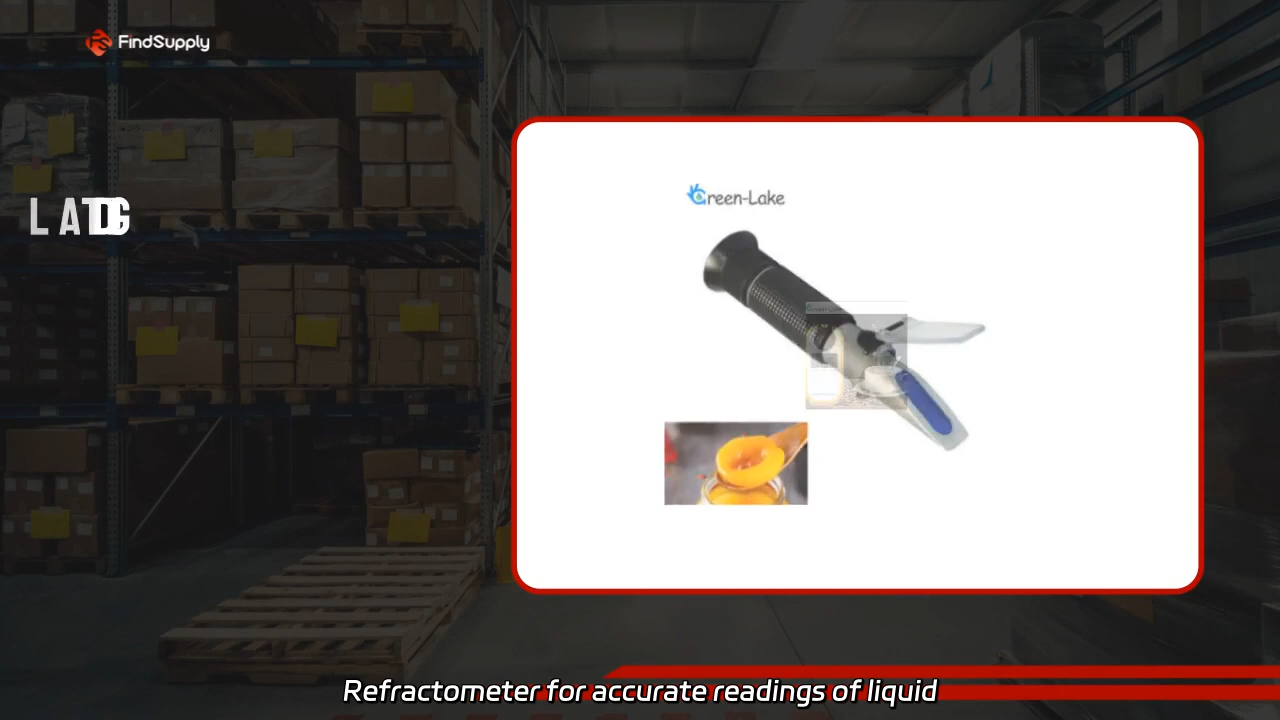 FindSupply
Green-Lake
Refractometer for accurate readings of liquid